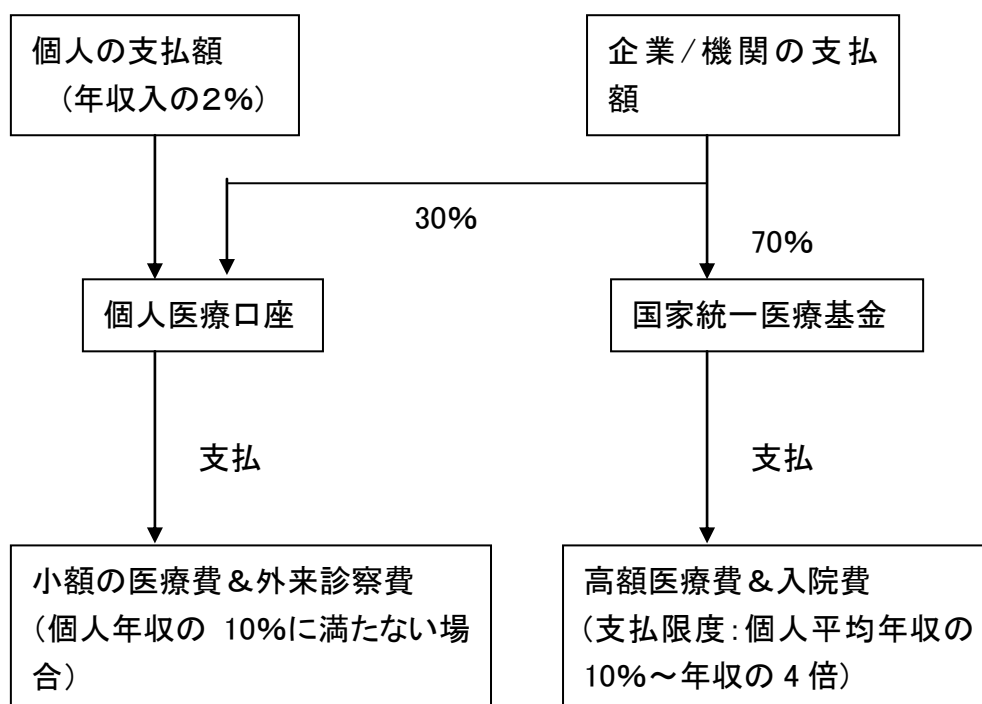 個人の支払額
(年収入の2%)
企業/機関の支払
額
30%
70%
個人医療口座
国家統一医療基金
支払
支払
小額の医療費&外来診察費
(個人年収の 10%に満たない場
合)
高額医療費&入院費
(支払限度:個人平均年収の
10%~年収の 4 倍)